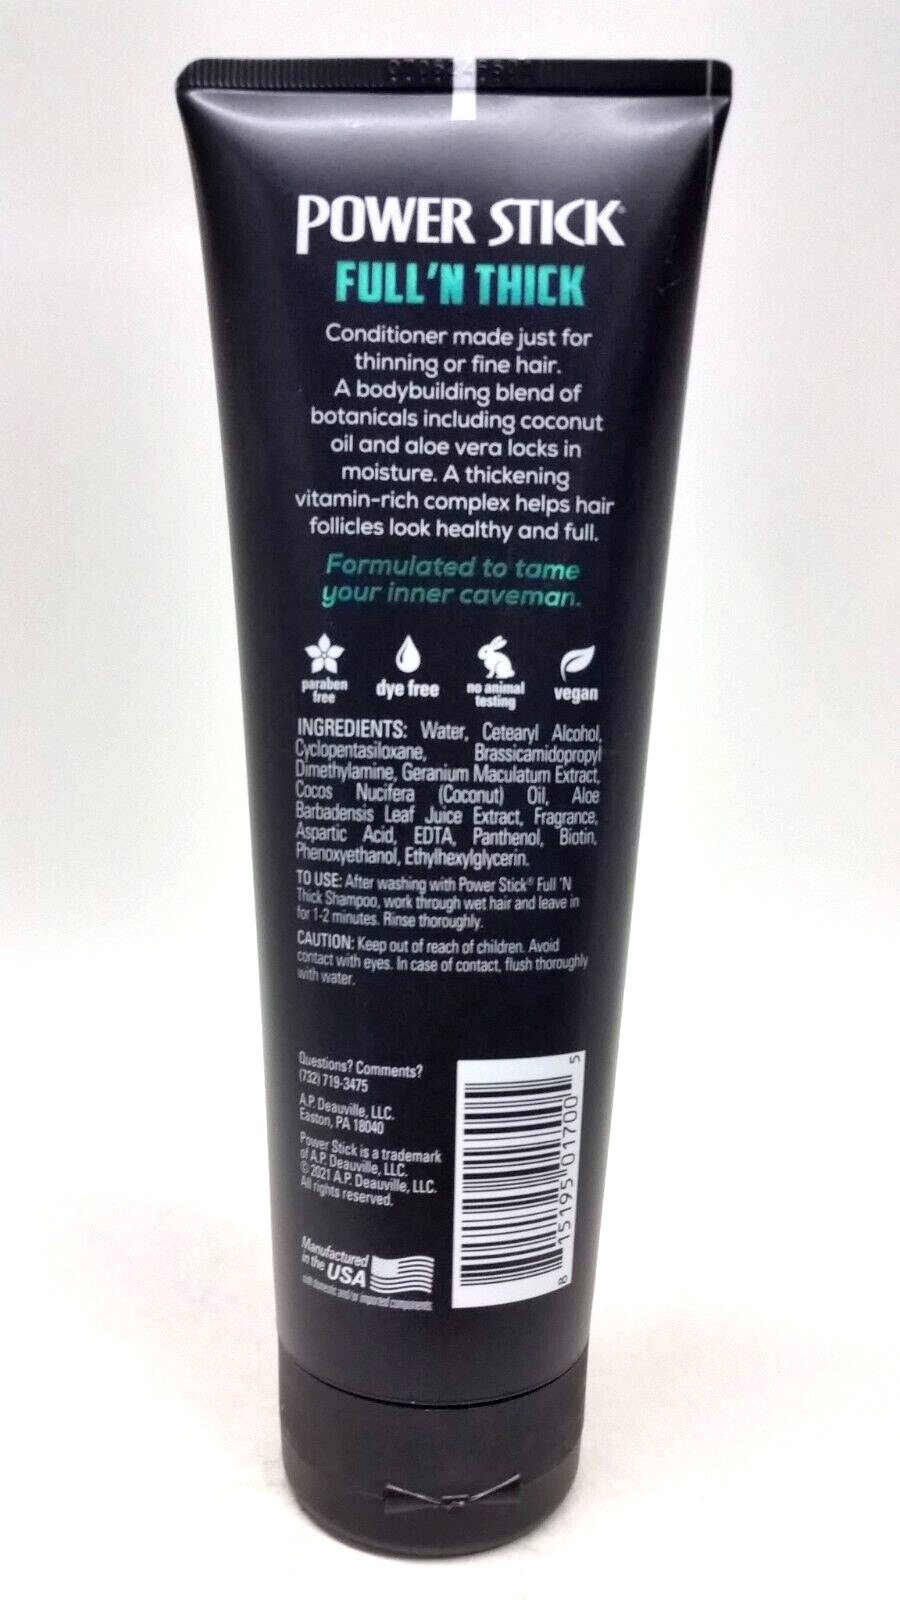 POWER STICK®
FULL'N THICK
Conditioner made just for
thinning or fine hair.
A bodybuilding blend of
botanicals including coconut
oil and aloe vera locks in
moisture. A thickening
vitamin-rich complex helps hair
follicles look healthy and full.
Formulated to tame
your inner caveman.
paraben
free
dye free
no animal
testing
vegan
INGREDIENTS: Water, Cetearyl Alcohol,
Cyclopentasiloxane, Brassicamidopropyl
Dimethylamine, Geranium Maculatum Extract,
Cocos Nucifera (Coconut) Oil, Aloe
Barbadensis Leaf Juice Extract, Fragrance,
Aspartic Acid, EDTA, Panthenol, Biotin,
Phenoxyethanol, Ethylhexylglycerin.
TO USE: After washing with Power Stick® Full 'N
Thick Shampoo, work through wet hair and leave in
for 1-2 minutes. Rinse thoroughly.
CAUTION: Keep out of reach of children. Avoid
contact with eyes. In case of contact, flush thoroughly
with water.
Questions? Comments?
(732) 719-3475
A.P. Deauville, LLC.
Easton, PA 18040
Power Stick is a trademark
of A.P. Deauville, LLC.
© 2021 A.P. Deauville, LLC.
All rights reserved.
Manufactured
in the USA
with domestic and/or imported components
8 15195 01700 5